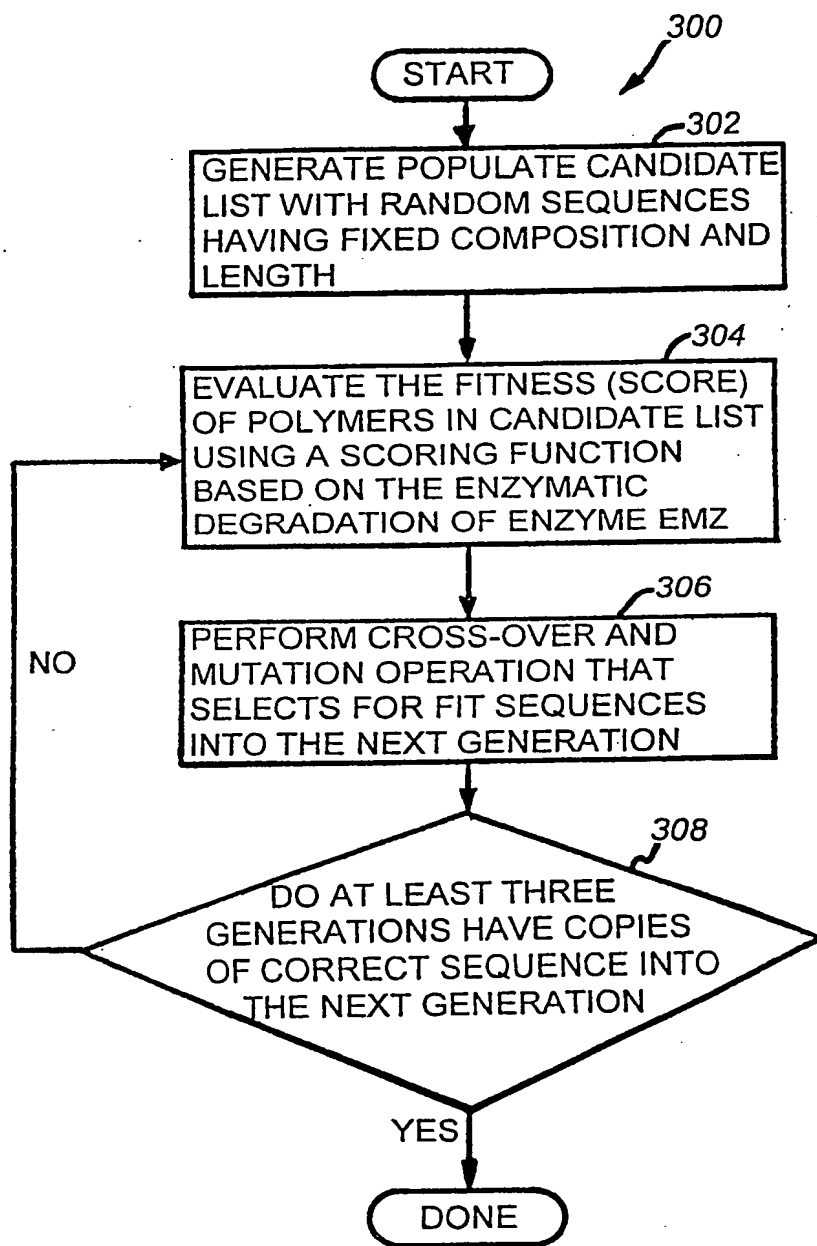 300
START
302
GENERATE POPULATE CANDIDATE
LIST WITH RANDOM SEQUENCES
HAVING FIXED COMPOSITION AND
LENGTH
304
EVALUATE THE FITNESS (SCORE)
OF POLYMERS IN CANDIDATE LIST
USING A SCORING FUNCTION
BASED ON THE ENZYMATIC
DEGRADATION OF ENZYME EMZ
306
PERFORM CROSS-OVER AND
MUTATION OPERATION THAT
SELECTS FOR FIT SEQUENCES
INTO THE NEXT GENERATION
NO
308
DO AT LEAST THREE
GENERATIONS HAVE COPIES
OF CORRECT SEQUENCE INTO
THE NEXT GENERATION
YES
DONE